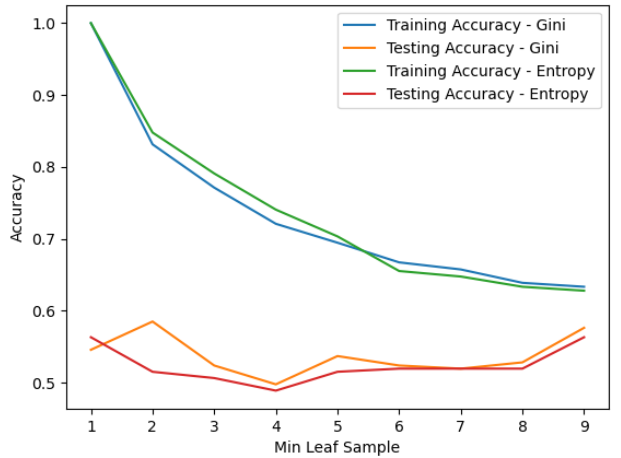 Training Accuracy - Gini
Testing Accuracy - Gini
Training Accuracy - Entropy
Testing Accuracy - Entropy
Accuracy
1.0
0.9
0.8
0.7
0.6
0.5
1 2 3 4 5 6 7 8 9
Min Leaf Sample